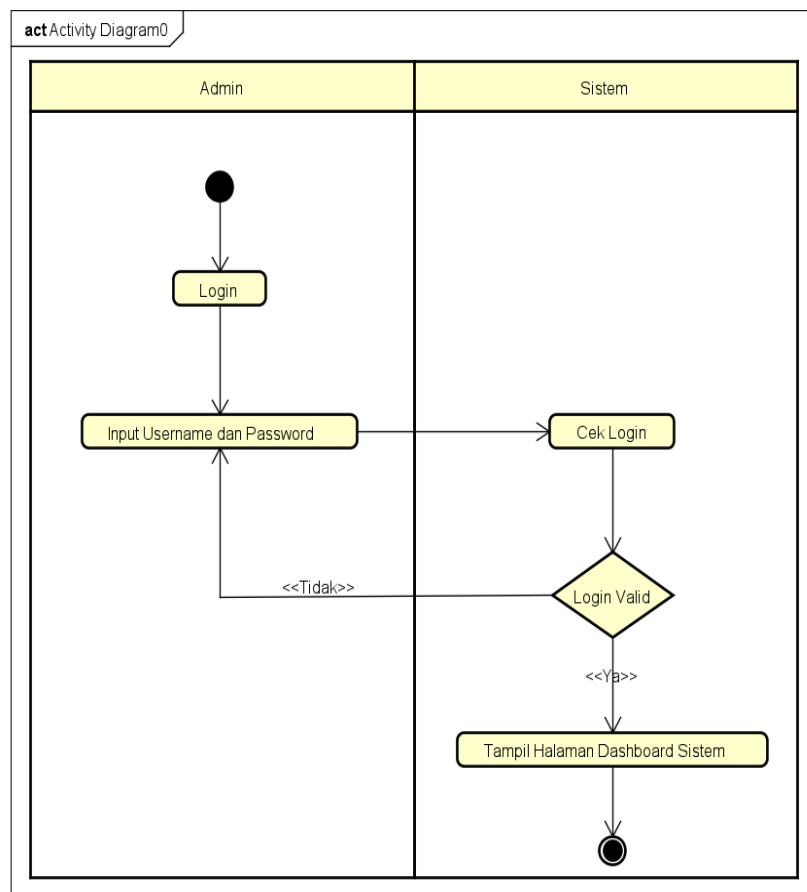 act Activity Diagram0
Admin
Sistem
Login
Input Username dan Password
Cek Login
<<Tidak>>
Login Valid
<<Ya>>
Tampil Halaman Dashboard Sistem